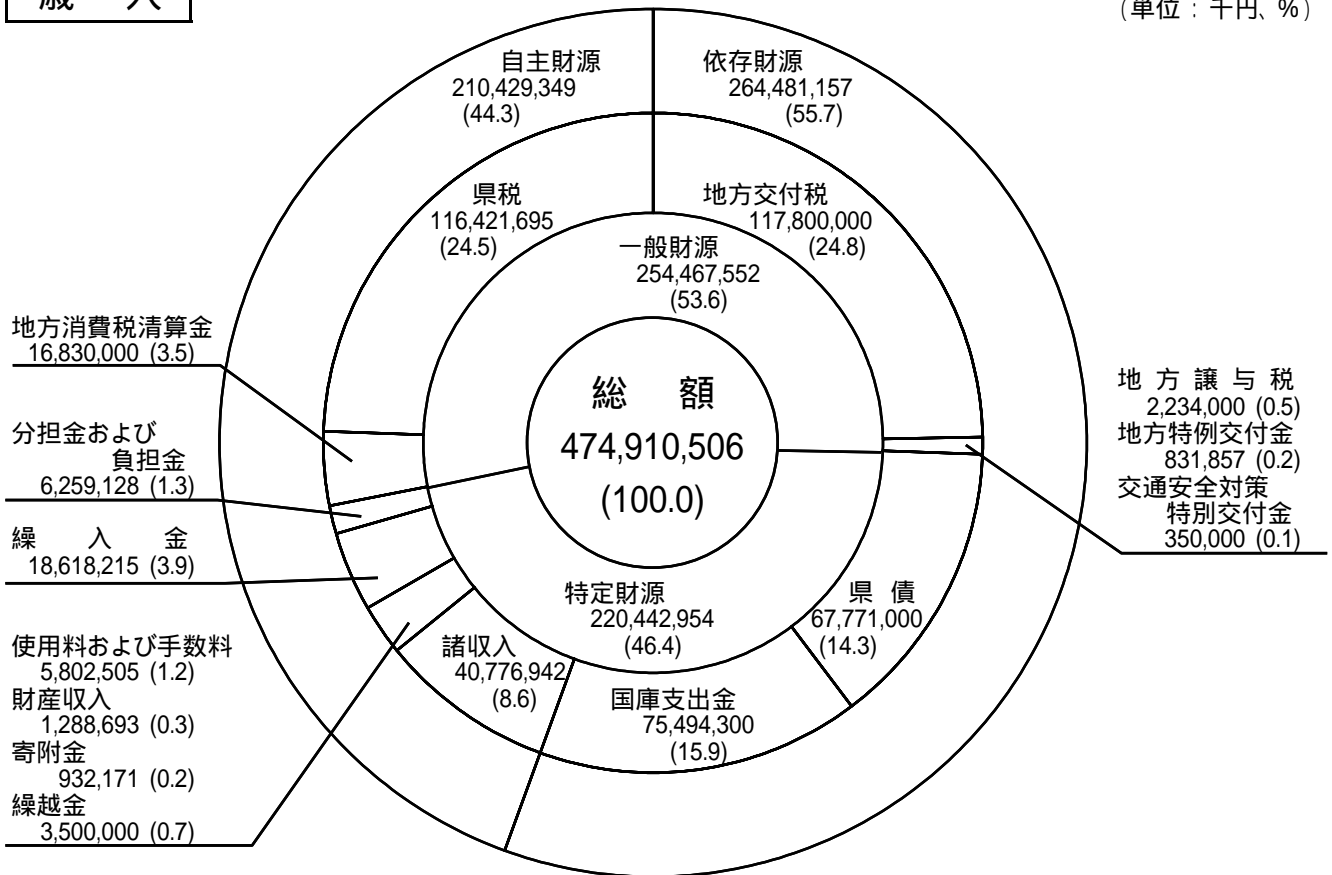 歳 入
(単位:千円、%)
自主財源
210,429,349
(44.3)
依存財源
264,481,157
(55.7)
県税
116,421,695
(24.5)
地方交付税
117,800,000
(24.8)
一般財源
254,467,552
(53.6)
総 額
474,910,506
(100.0)
地方消費税清算金
16,830,000 (3.5)
分担金および
負担金
6,259,128 (1.3)
繰 入 金
18,618,215 (3.9)
使用料および手数料
5,802,505 (1.2)
財産収入
1,288,693 (0.3)
寄附金
932,171 (0.2)
繰越金
3,500,000 (0.7)
地 方 譲 与 税
2,234,000 (0.5)
地方特例交付金
831,857 (0.2)
交通安全対策
特別交付金
350,000 (0.1)
特定財源
220,442,954
(46.4)
県 債
67,771,000
(14.3)
諸収入
40,776,942
(8.6)
国庫支出金
75,494,300
(15.9)